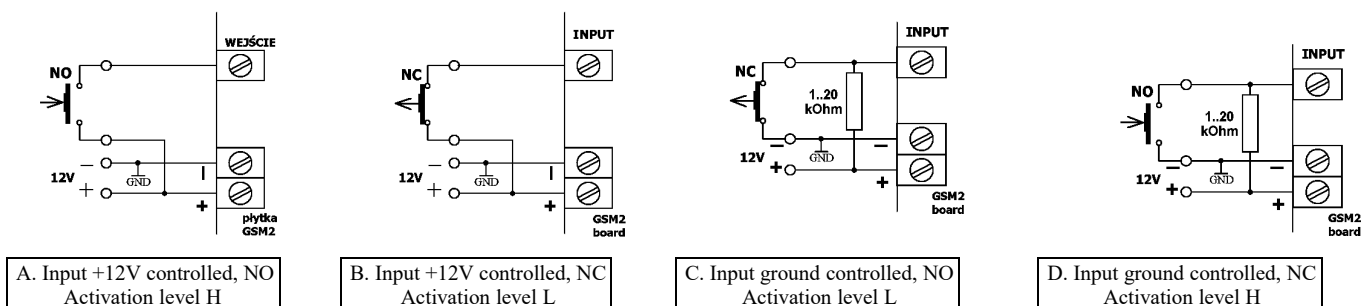 WEJŚCIE
NO
–
12V
GND
–
+
+
płytka
GSM2
A. Input +12V controlled, NO
Activation level H
INPUT
NC
–
12V
GND
–
+
+
GSM2
board
B. Input +12V controlled, NC
Activation level L
INPUT
NC
1..20
kOhm
–
12V
GND
–
+
+
GSM2
board
C. Input ground controlled, NO
Activation level L
INPUT
NO
1..20
kOhm
–
12V
GND
–
+
+
GSM2
board
D. Input ground controlled, NC
Activation level H